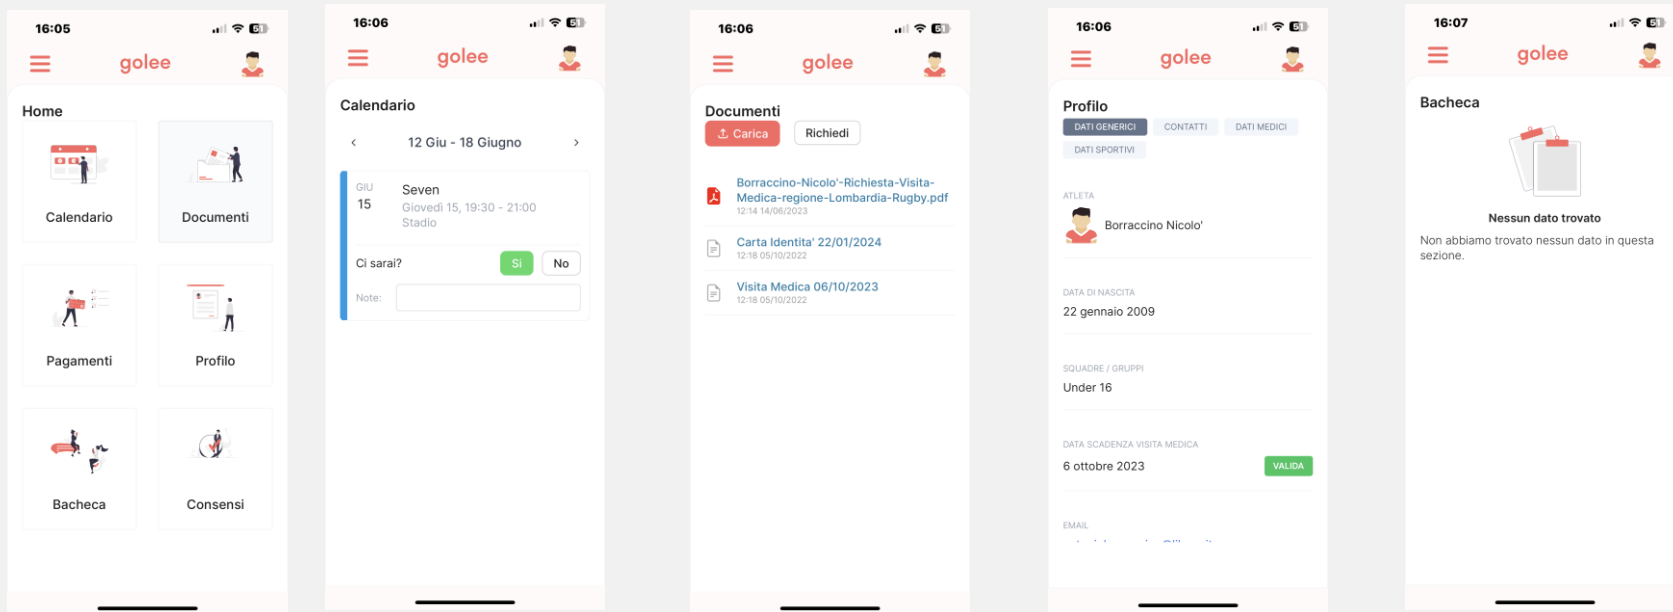 16:05
51
golee
Home
Calendario
Documenti
Pagamenti
Profilo
Bacheca
Consensi
16:06
51
golee
Calendario
12 Giu - 18 Giugno
GIU
15
Seven
Giovedì 15, 19:30 - 21:00
Stadio
Ci sarai?
Si
No
Note:
16:06
51
golee
Documenti
Carica
Richiedi
Borraccino-Nicolo'-Richiesta-Visita-
Medica-regione-Lombardia-Rugby.pdf
12:14 14/06/2023
Carta Identita' 22/01/2024
12:18 05/10/2022
Visita Medica 06/10/2023
12:18 05/10/2022
16:06
51
golee
Profilo
DATI GENERICI
CONTATTI
DATI MEDICI
DATI SPORTIVI
ATLETA
Borraccino Nicolo'
DATA DI NASCITA
22 gennaio 2009
SQUADRE / GRUPPI
Under 16
DATA SCADENZA VISITA MEDICA
6 ottobre 2023
VALIDA
EMAIL
16:07
51
golee
Bacheca
Nessun dato trovato
Non abbiamo trovato nessun dato in questa
sezione.